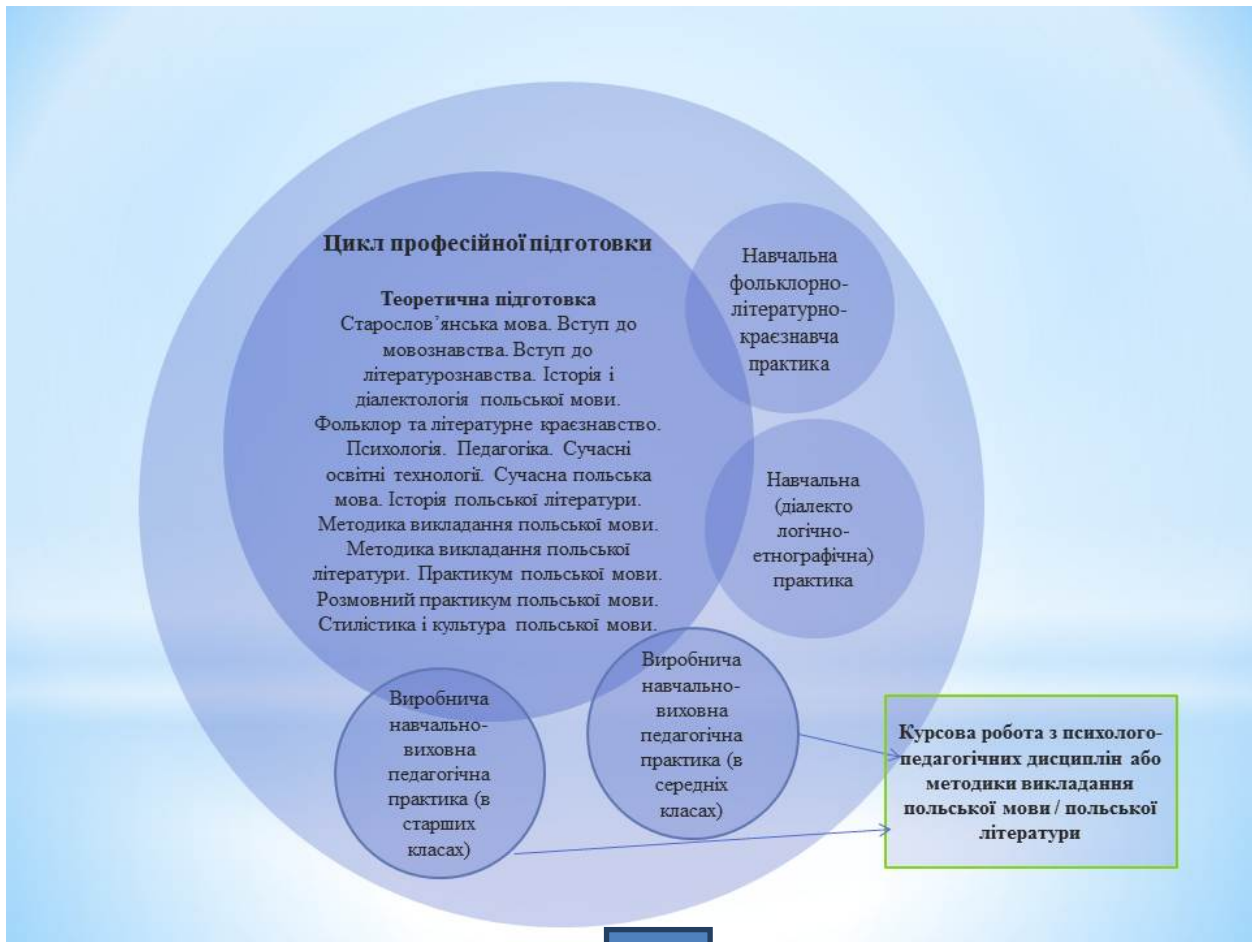 Цикл професійної підготовки
Теоретична підготовка
Старослов’янська мова. Вступ до
мовознавства. Вступ до
літературознавства. Історія і
діалектологія польської мови.
Фольклор та літературне краєзнавство.
Психологія. Педагогіка. Сучасні
освітні технології. Сучасна польська
мова. Історія польської літератури.
Методика викладання польської мови.
Методика викладання польської
літератури. Практикум польської мови.
Розмовний практикум польської мови.
Стилістика і культура польської мови.
Навчальна
фольклорно-
літературно-
краєзнавча
практика
Навчальна
(діалекто
логічно-
етнографічна)
практика
Виробнича
навчально-
виховна
педагогічна
практика (в
середніх
класах)
Виробнича
навчально-
виховна
педагогічна
практика (в
старших
класах)
Курсова робота з психолого-
педагогічних дисциплін або
методики викладання
польської мови / польської
літератури